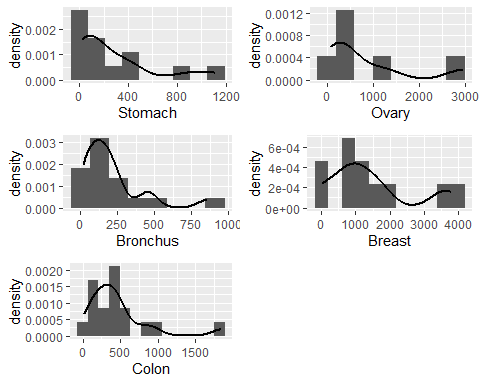 density
0.002
0.001
0.000
0 400 800 1200
Stomach
density
0.0012
0.0008
0.0004
0.0000
0 1000 2000 3000
Ovary
density
0.003
0.002
0.001
0.000
0 250 500 750 1000
Bronchus
density
6e-04
4e-04
2e-04
0e+00
0 1000 2000 3000 4000
Breast
density
0.0020
0.0015
0.0010
0.0005
0.0000
0 500 1000 1500
Colon